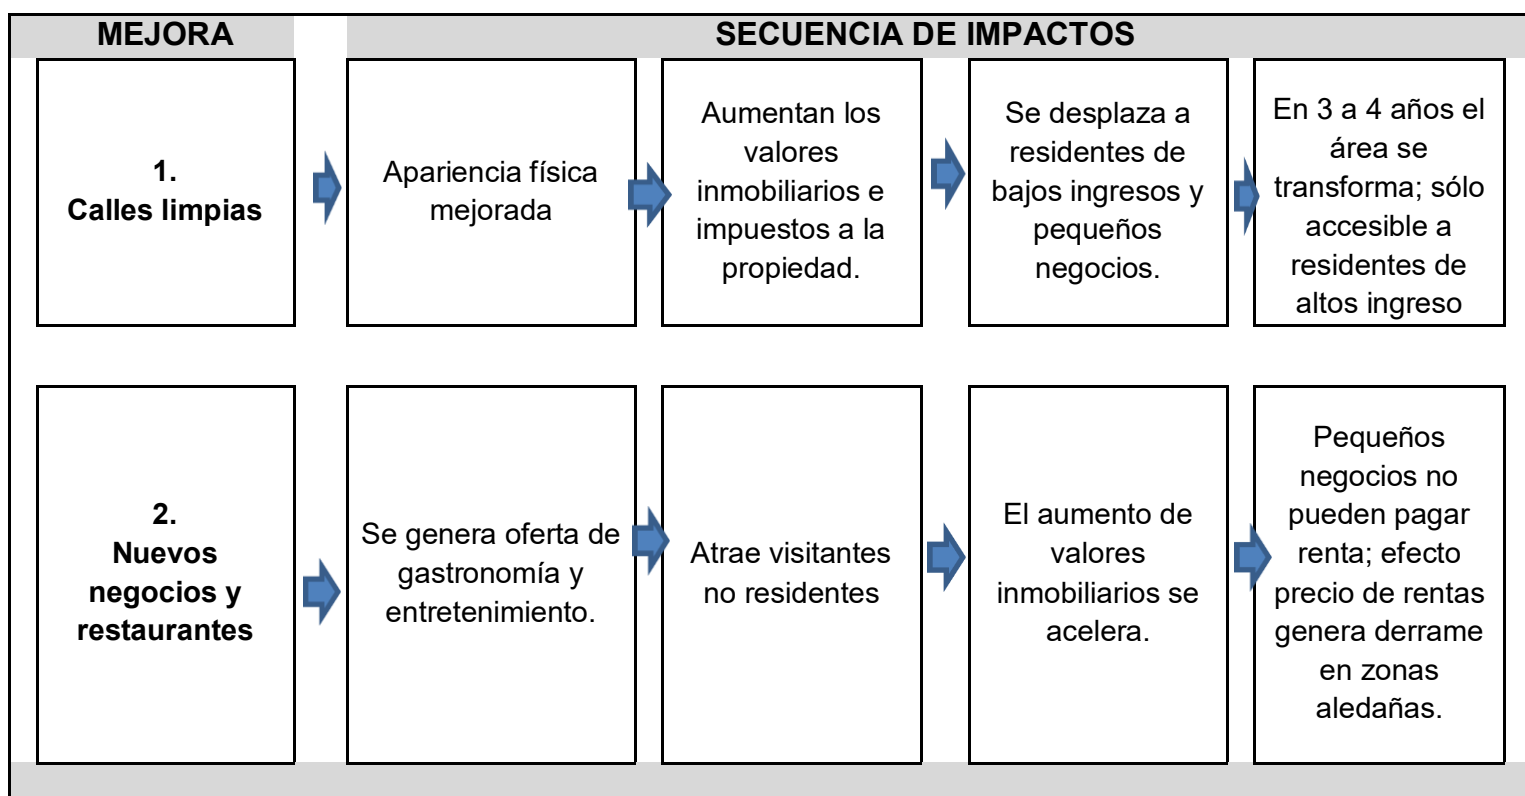 MEJORA
SECUENCIA DE IMPACTOS
1.
Calles limpias
Apariencia física
mejorada
Aumentan los
valores
inmobiliarios e
impuestos a la
propiedad.
Se desplaza a
residentes de
bajos ingresos y
pequeños
negocios.
En 3 a 4 años el
área se
transforma; sólo
accesible a
residentes de
altos ingreso
2.
Nuevos
negocios y
restaurantes
Se genera oferta de
gastronomía y
entretenimiento.
Atrae visitantes
no residentes
El aumento de
valores
inmobiliarios se
acelera.
Pequeños
negocios no
pueden pagar
renta; efecto
precio de rentas
genera derrame
en zonas
aledañas.